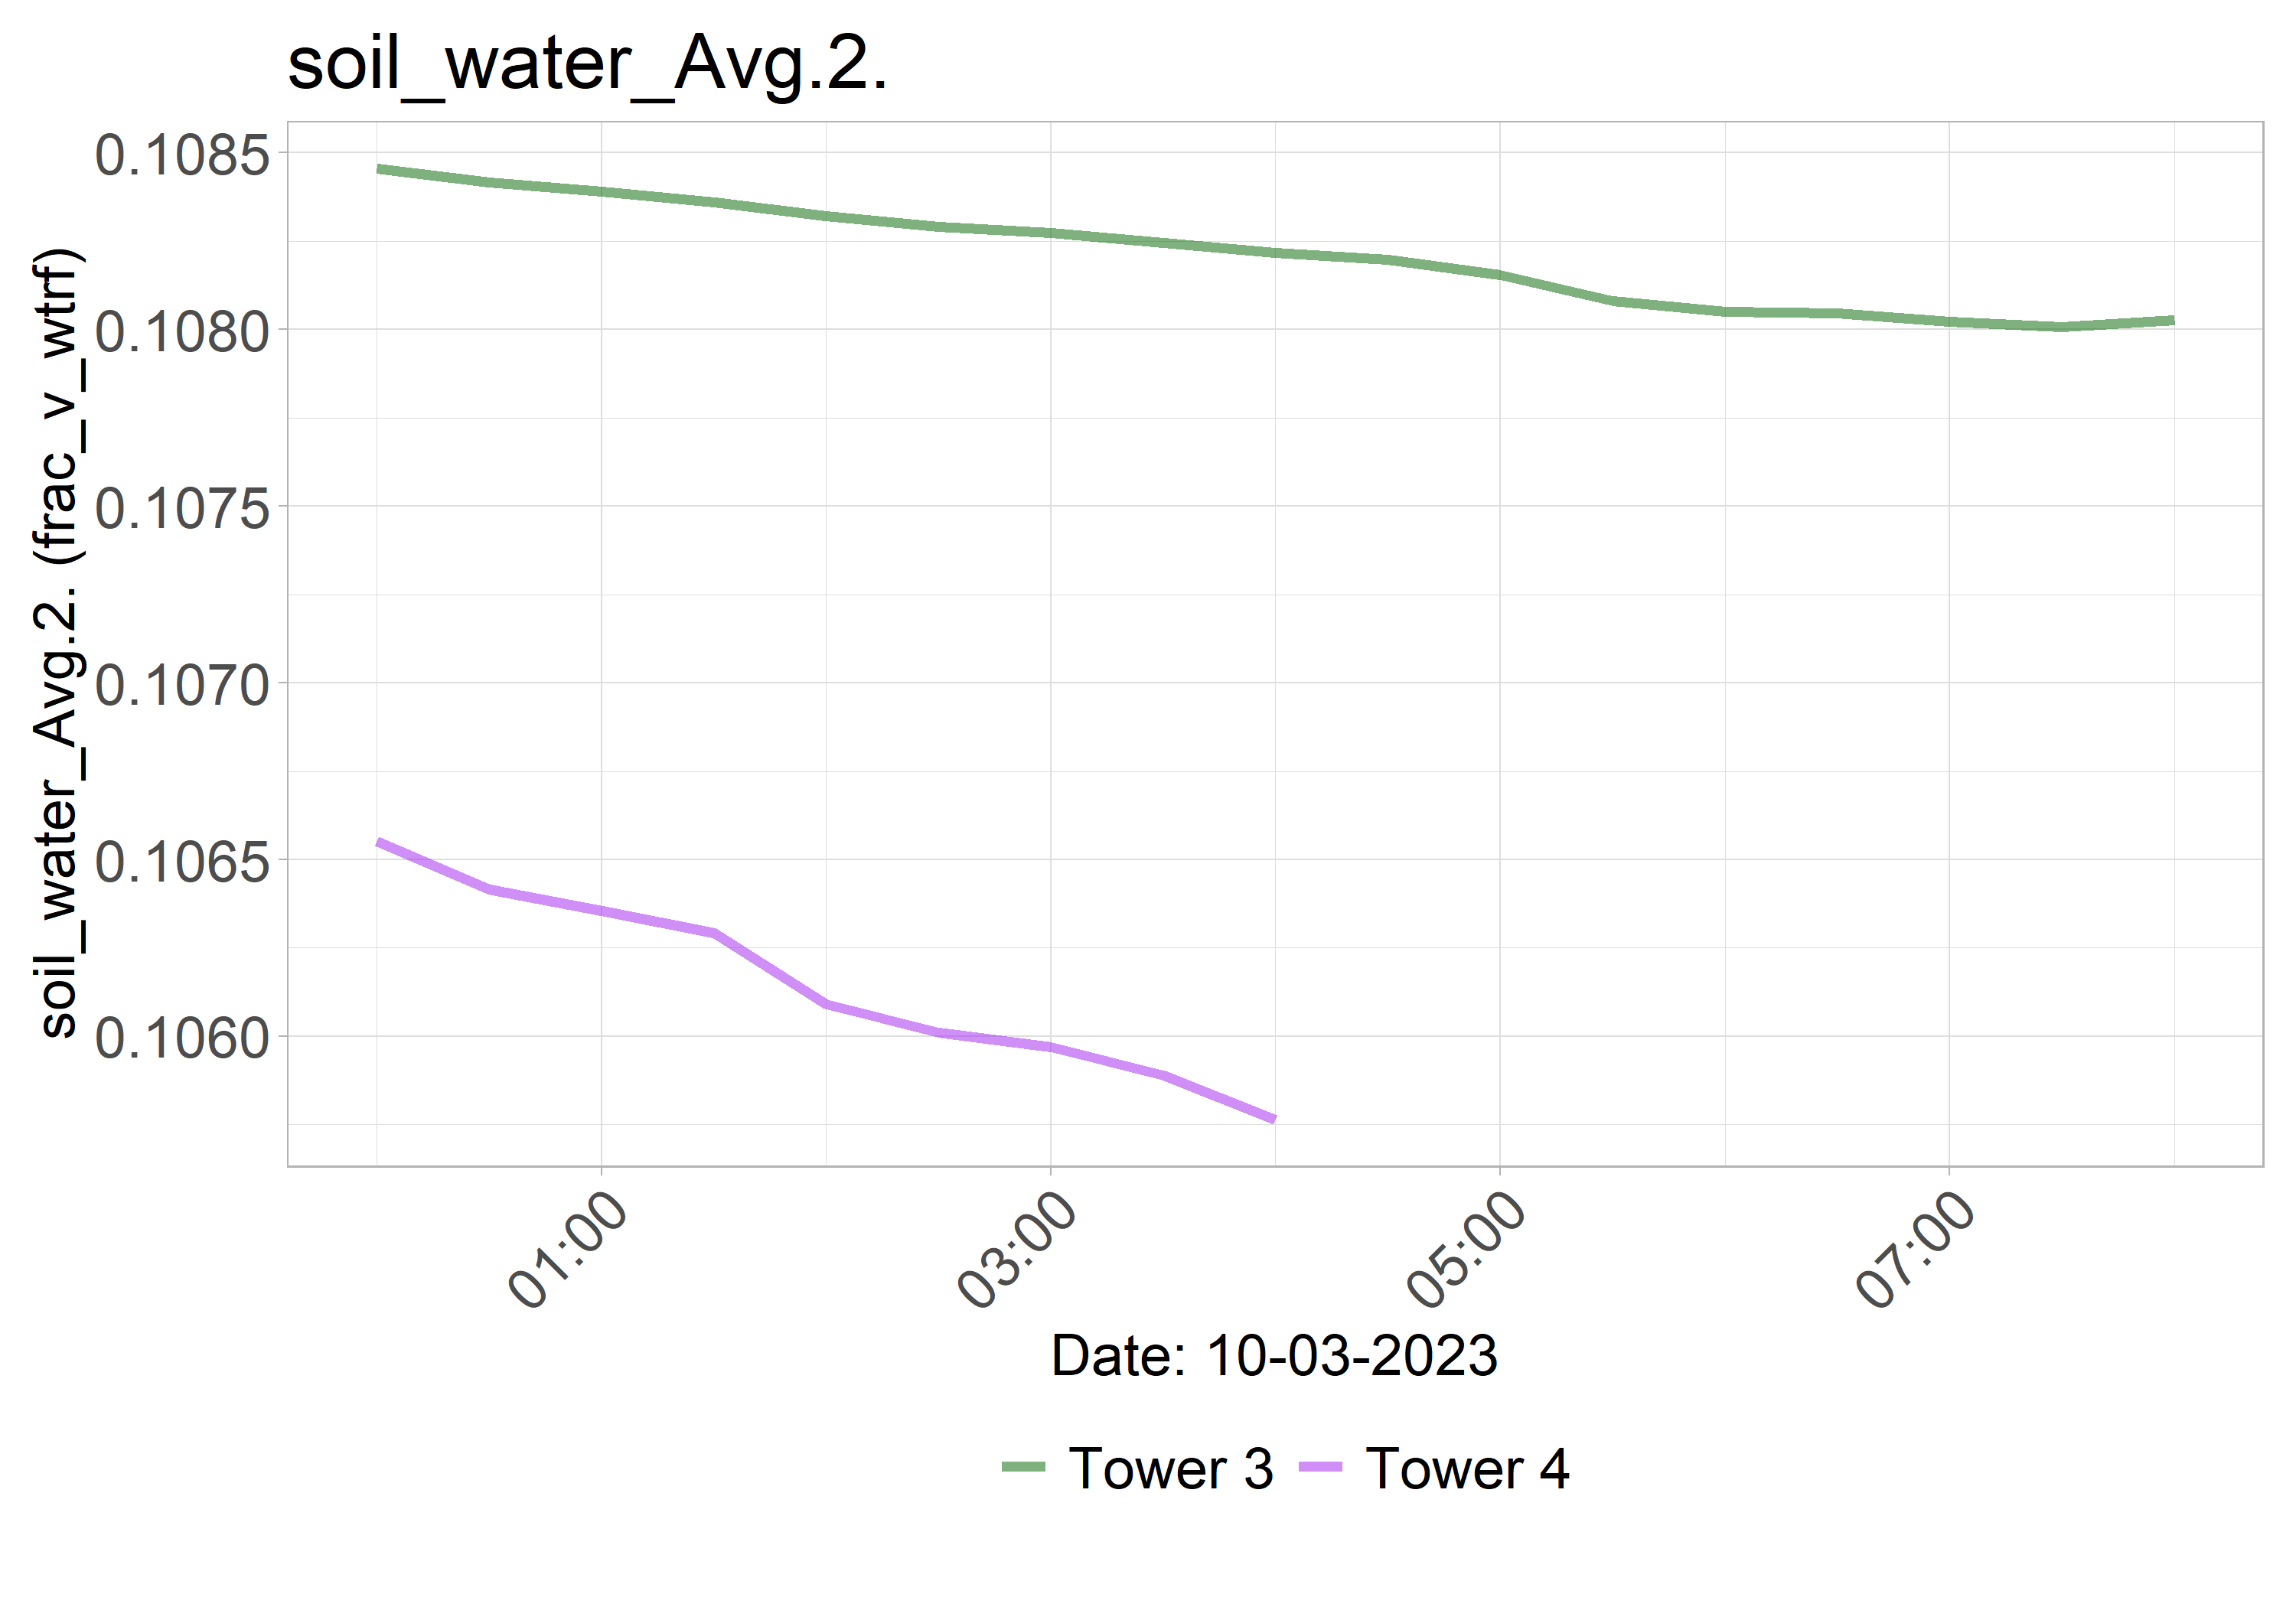 soil_water_Avg.2.
soil_water_Avg.2. (frac_v_wtrf)
0.1085
0.1080
0.1075
0.1070
0.1065
0.1060
01:00
03:00
05:00
07:00
Date: 10-03-2023
Tower 3
Tower 4